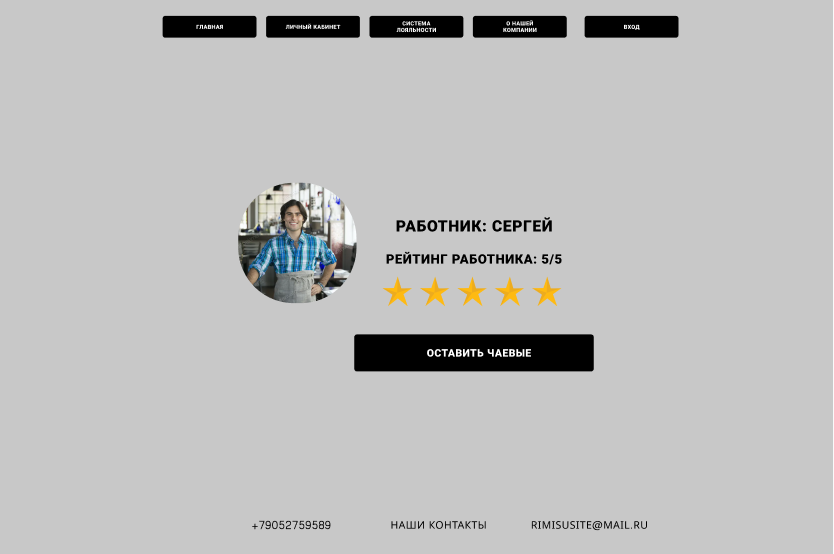 ГЛАВНАЯ
ЛИЧНЫЙ КАБИНЕТ
СИСТЕМА
ЛОЯЛЬНОСТИ
О НАШЕЙ
КОМПАНИИ
ВХОД
РАБОТНИК: СЕРГЕЙ
РЕЙТИНГ РАБОТНИКА: 5/5
ОСТАВИТЬ ЧАЕВЫЕ
+79052759589
НАШИ КОНТАКТЫ
RIMISUSITE@MAIL.RU